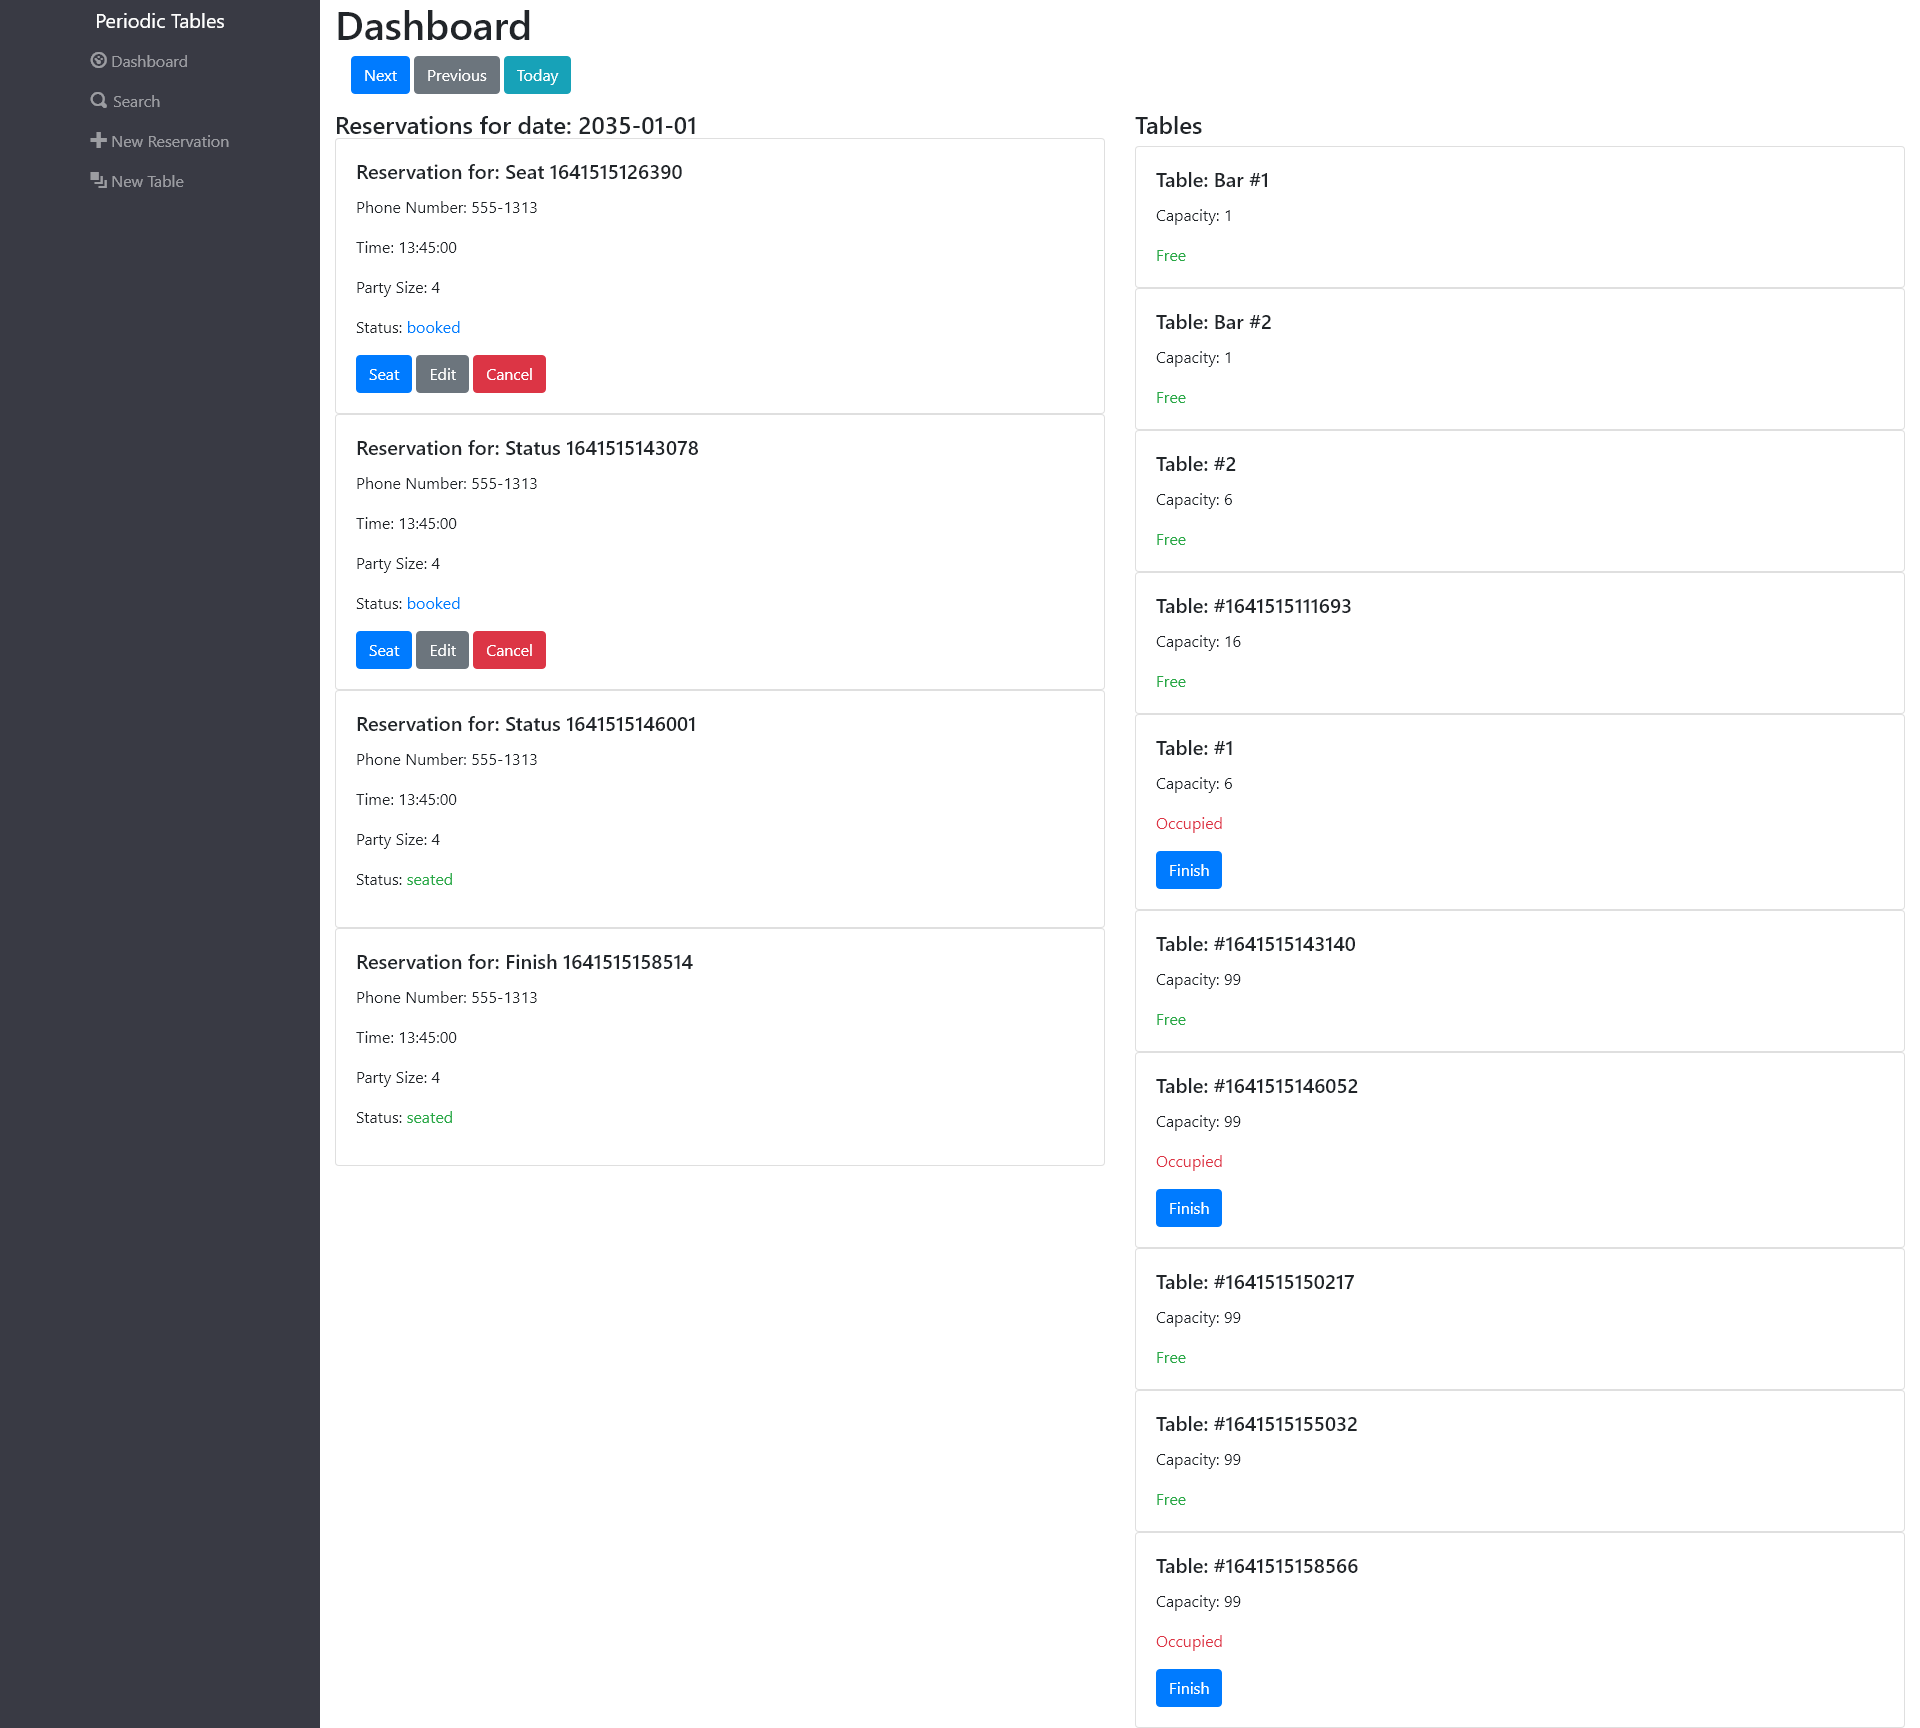 Periodic Tables
Dashboard
Search
New Reservation
New Table
Dashboard
Next Previous Today
Reservations for date: 2035-01-01
Reservation for: Seat 1641515126390
Phone Number: 555-1313
Time: 13:45:00
Party Size: 4
Status: booked
Seat Edit Cancel
Reservation for: Status 1641515143078
Phone Number: 555-1313
Time: 13:45:00
Party Size: 4
Status: booked
Seat Edit Cancel
Reservation for: Status 1641515146001
Phone Number: 555-1313
Time: 13:45:00
Party Size: 4
Status: seated
Reservation for: Finish 1641515158514
Phone Number: 555-1313
Time: 13:45:00
Party Size: 4
Status: seated
Tables
Table: Bar #1
Capacity: 1
Free
Table: Bar #2
Capacity: 1
Free
Table: #2
Capacity: 6
Free
Table: #1641515111693
Capacity: 16
Free
Table: #1
Capacity: 6
Occupied
Finish
Table: #1641515143140
Capacity: 99
Free
Table: #1641515146052
Capacity: 99
Occupied
Finish
Table: #1641515150217
Capacity: 99
Free
Table: #1641515155032
Capacity: 99
Free
Table: #1641515158566
Capacity: 99
Occupied
Finish